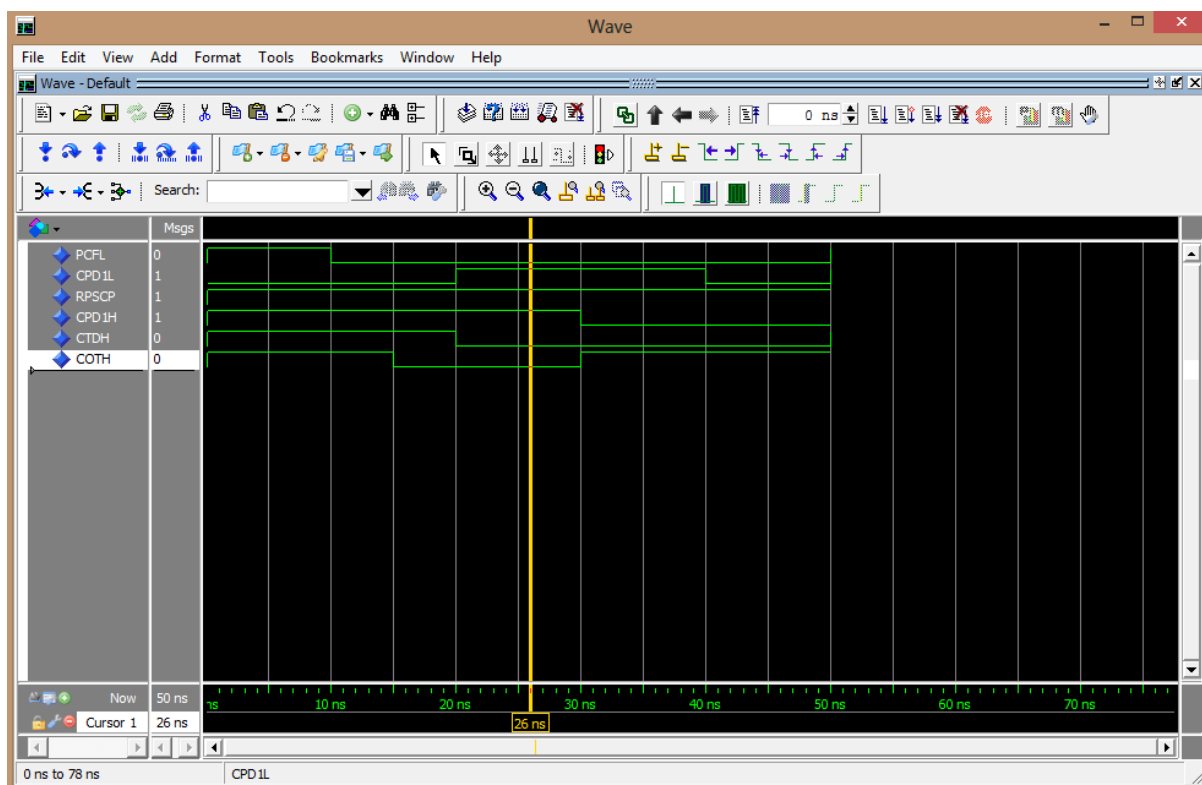 Wave
File Edit View Add Format Tools Bookmarks Window Help
Wave - Default
0 ns
Search:
Msgs
PCFL 0
CPD1L 1
RPSCP 1
CPD1H 1
CTDH 0
COTH 0
Now 50 ns
ns 10 ns 20 ns 30 ns 40 ns 50 ns 60 ns 70 ns
Cursor 1 26 ns
26 ns
0 ns to 78 ns CPD1L